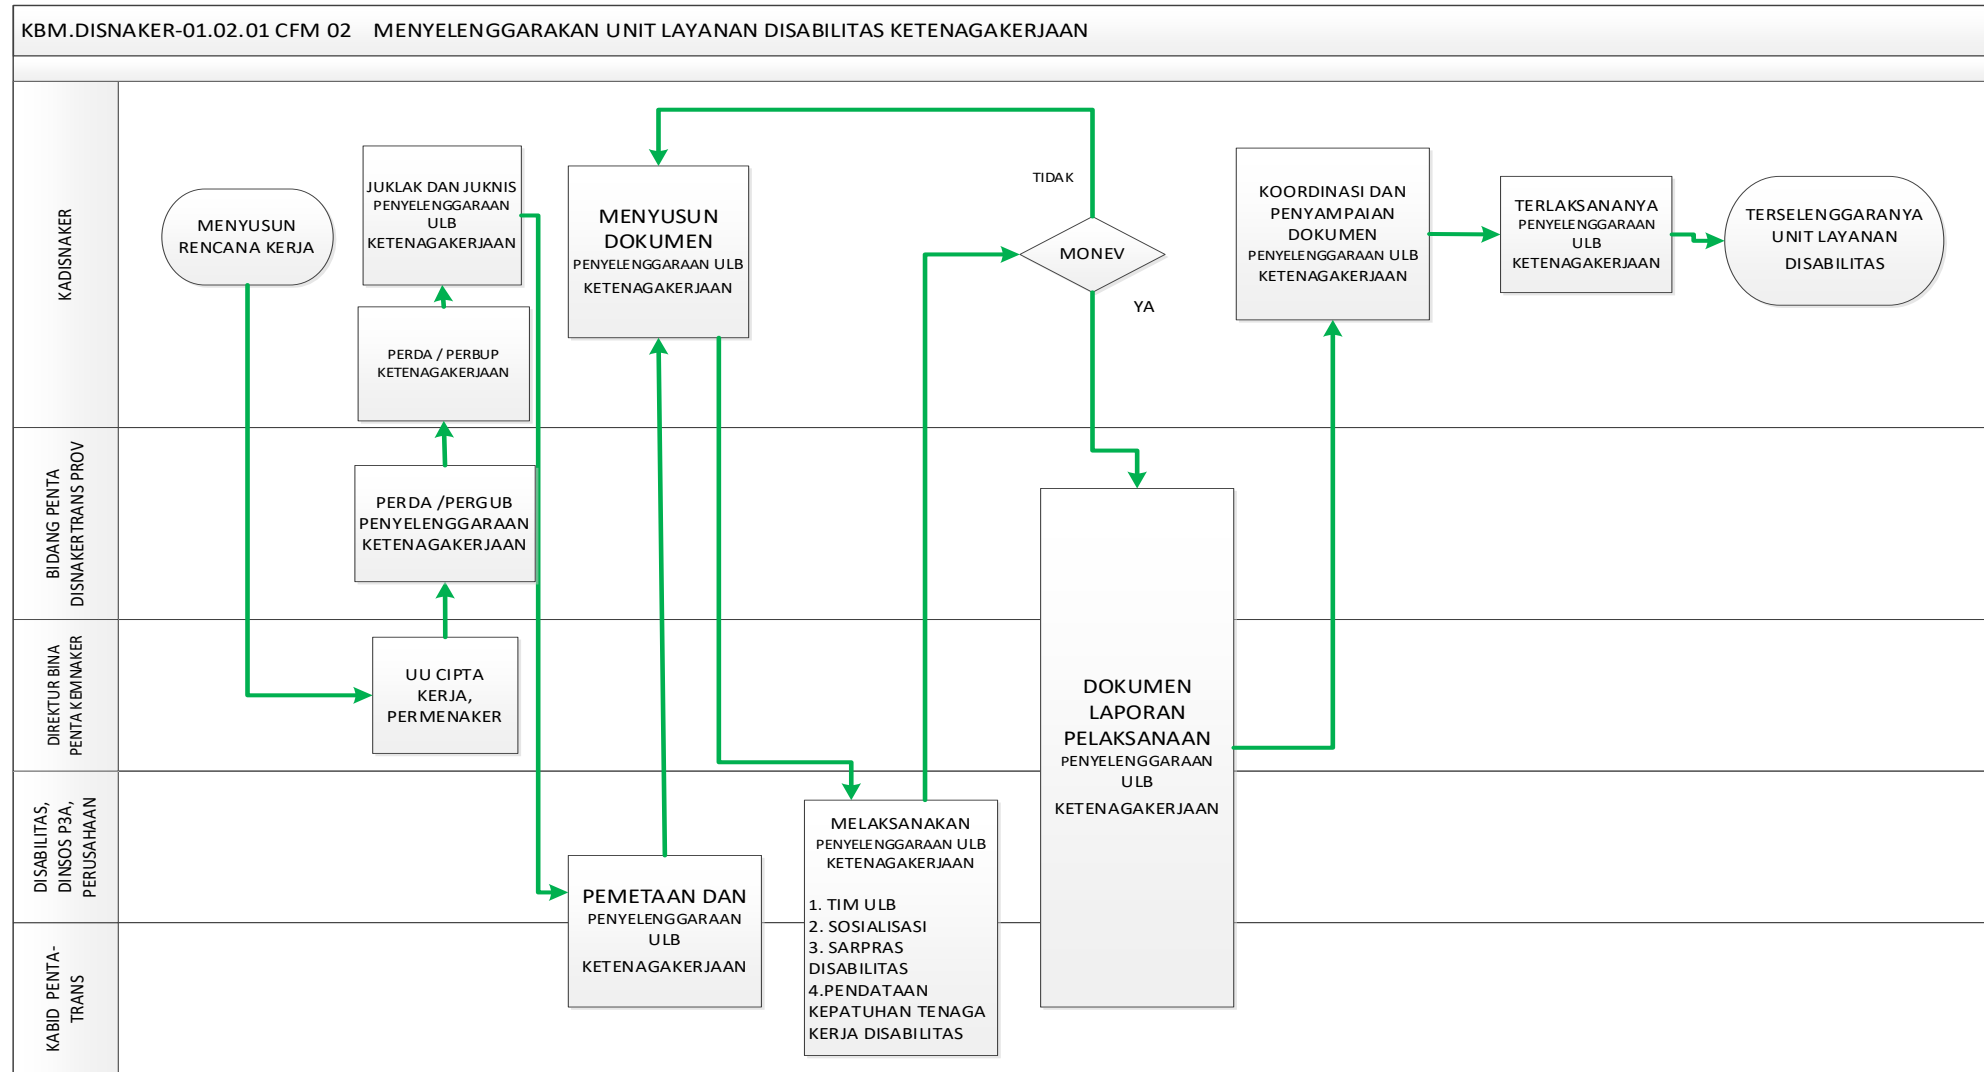 KBM.DISNAKER-01.02.01 CFM 02 MENYELENGGARAKAN UNIT LAYANAN DISABILITAS KETENAGAKERJAAN
KADISNAKER
MENYUSUN
RENCANA KERJA
JUKLAK DAN JUKNIS
PENYELENGGARAAN
ULB
KETENAGAKERJAAN
PERDA / PERBUP
KETENAGAKERJAAN
MENYUSUN
DOKUMEN
PENYELENGGARAAN ULB
KETENAGAKERJAAN
TIDAK
MONEV
YA
KOORDINASI DAN
PENYAMPAIAN
DOKUMEN
PENYELENGGARAAN ULB
KETENAGAKERJAAN
TERLAKSANANYA
PENYELENGGARAAN
ULB
KETENAGAKERJAAN
TERSELENGGARANYA
UNIT LAYANAN
DISABILITAS
BIDANG PENTA
DISNAKERTRANS PROV
PERDA /PERGUB
PENYELENGGARAAN
KETENAGAKERJAAN
DIREKTUR BINA
PENTA KEMNAKER
UU CIPTA
KERJA,
PERMENAKER
DOKUMEN
LAPORAN
PELAKSANAAN
PENYELENGGARAAN
ULB
KETENAGAKERJAAN
DISABILITAS,
DINSOS P3A,
PERUSAHAAN
PEMETAAN DAN
PENYELENGGARAAN
ULB
KETENAGAKERJAAN
MELAKSANAKAN
PENYELENGGARAAN ULB
KETENAGAKERJAAN
1. TIM ULB
2. SOSIALISASI
3. SARPRAS
DISABILITAS
4.PENDATAAN
KEPATUHAN TENAGA
KERJA DISABILITAS
KABID PENTA-
TRANS